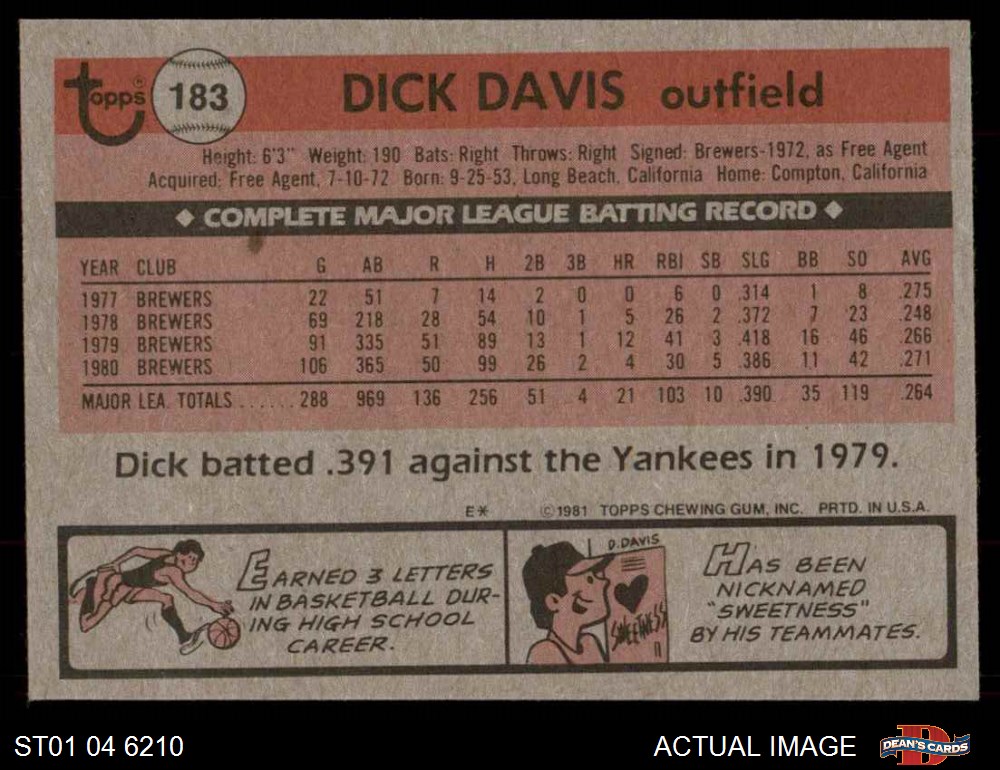 Topps® 183 DICK DAVIS outfield
Height: 6'3" Weight: 190 Bats: Right Throws: Right Signed: Brewers-1972, as Free Agent
Acquired: Free Agent, 7-10-72 Born: 9-25-53, Long Beach, California Home: Compton, California
◆ COMPLETE MAJOR LEAGUE BATTING RECORD ◆
YEAR CLUB G AB R H 2B 3B HR RBI SB SLG BB SO AVG
1977 BREWERS 22 51 7 14 2 0 0 6 0 .314 1 8 .275
1978 BREWERS 69 218 28 54 10 1 5 26 2 .372 7 23 .248
1979 BREWERS 91 335 51 89 13 1 12 41 3 .418 16 46 .266
1980 BREWERS 106 365 50 99 26 2 4 30 5 .386 11 42 .271
MAJOR LEA. TOTALS ...... 288 969 136 256 51 4 21 103 10 .390 35 119 .264
Dick batted .391 against the Yankees in 1979.
E* ©1981 TOPPS CHEWING GUM, INC. PRTD. IN U.S.A.
EARNED 3 LETTERS
IN BASKETBALL DUR-
ING HIGH SCHOOL
CAREER.
D. DAVIS
SWEETNESS
HAS BEEN
NICKNAMED
"SWEETNESS"
BY HIS TEAMMATES.
ST01 04 6210
ACTUAL IMAGE
D
DEAN'S CARDS